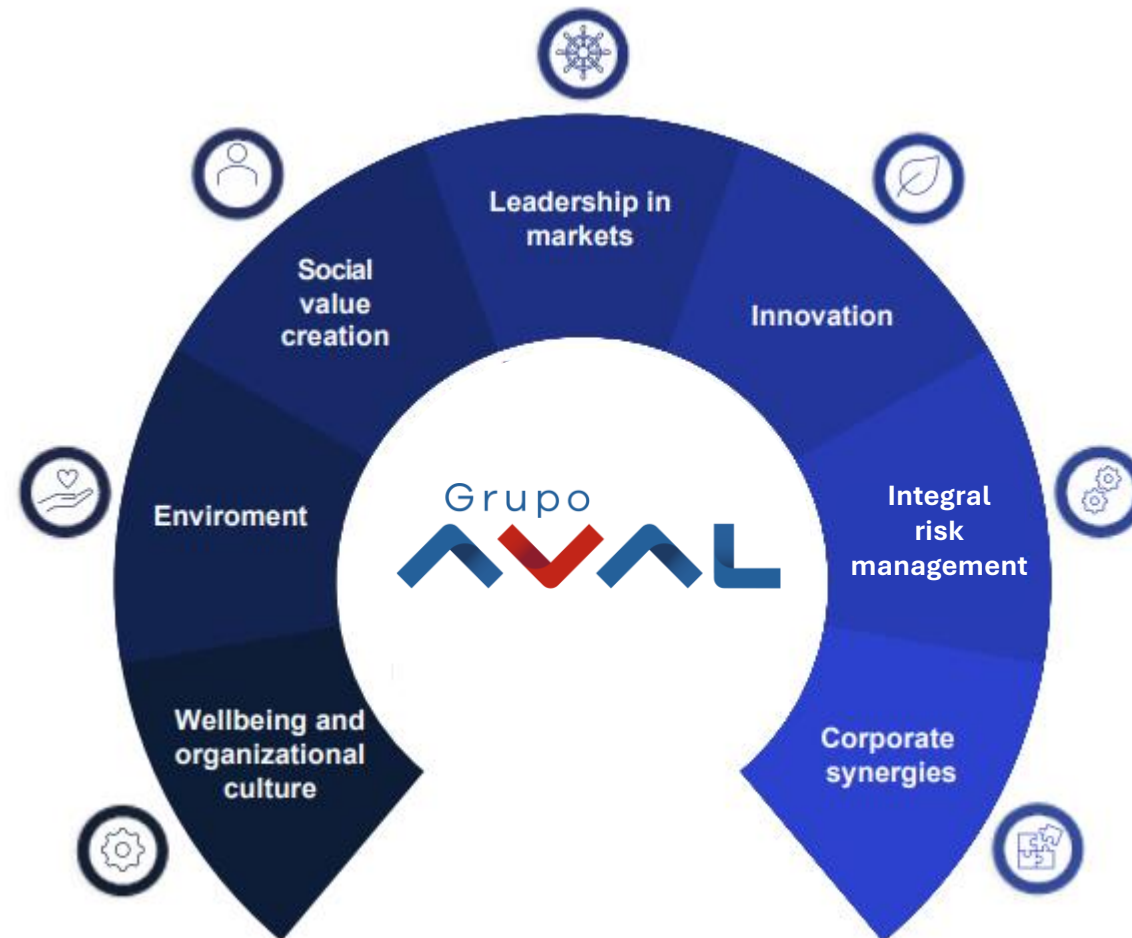 Leadership in
markets
Social
value
creation
Innovation
Enviroment
Grupo
AVAL
Integral
risk
management
Wellbeing and
organizational
culture
Corporate
synergies